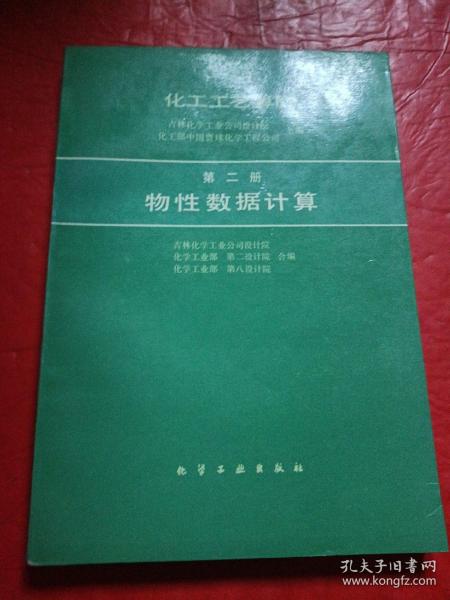 化工工艺算
吉林化学工业公司设计院
化工部中国寰球化学工程公司
第二册
物性数据计算
吉林化学工业公司设计院
化学工业部 第二设计院 合编
化学工业部 第八设计院
化学工业出版社
孔夫子旧书网
www.kongfz.com